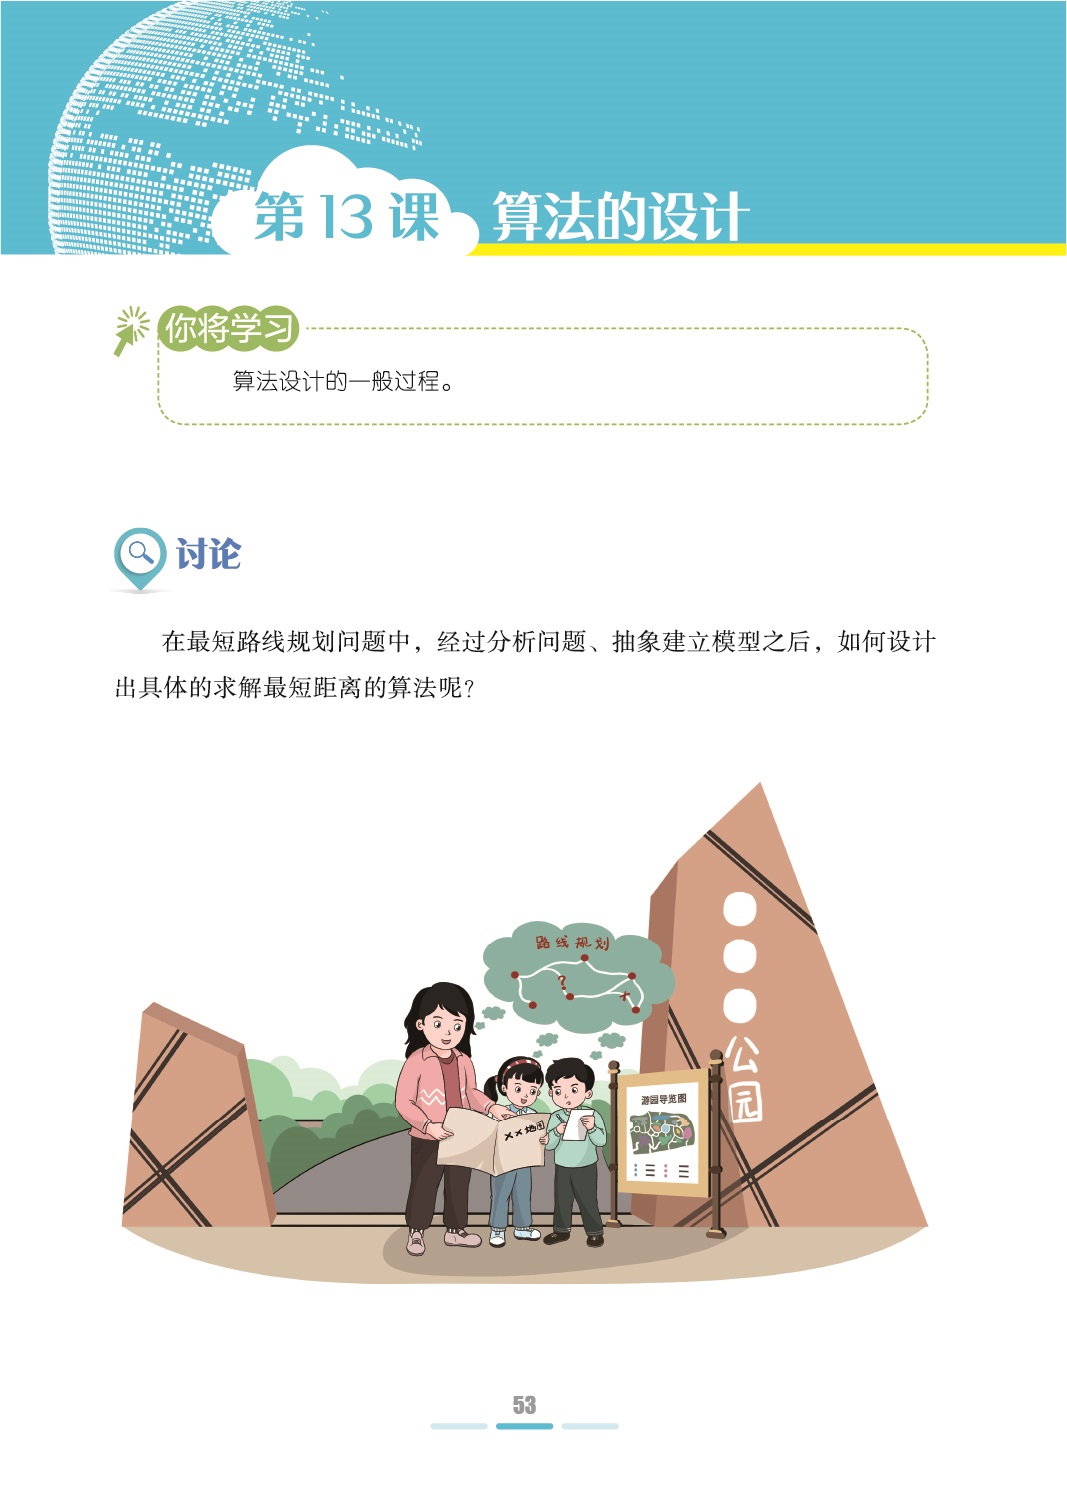 第13课 算法的设计
你将学习
算法设计的一般过程。
讨论
在最短路线规划问题中，经过分析问题、抽象建立模型之后，如何设计
出具体的求解最短距离的算法呢？
路线规划
?
×
公园
游园导览图
××地图
53